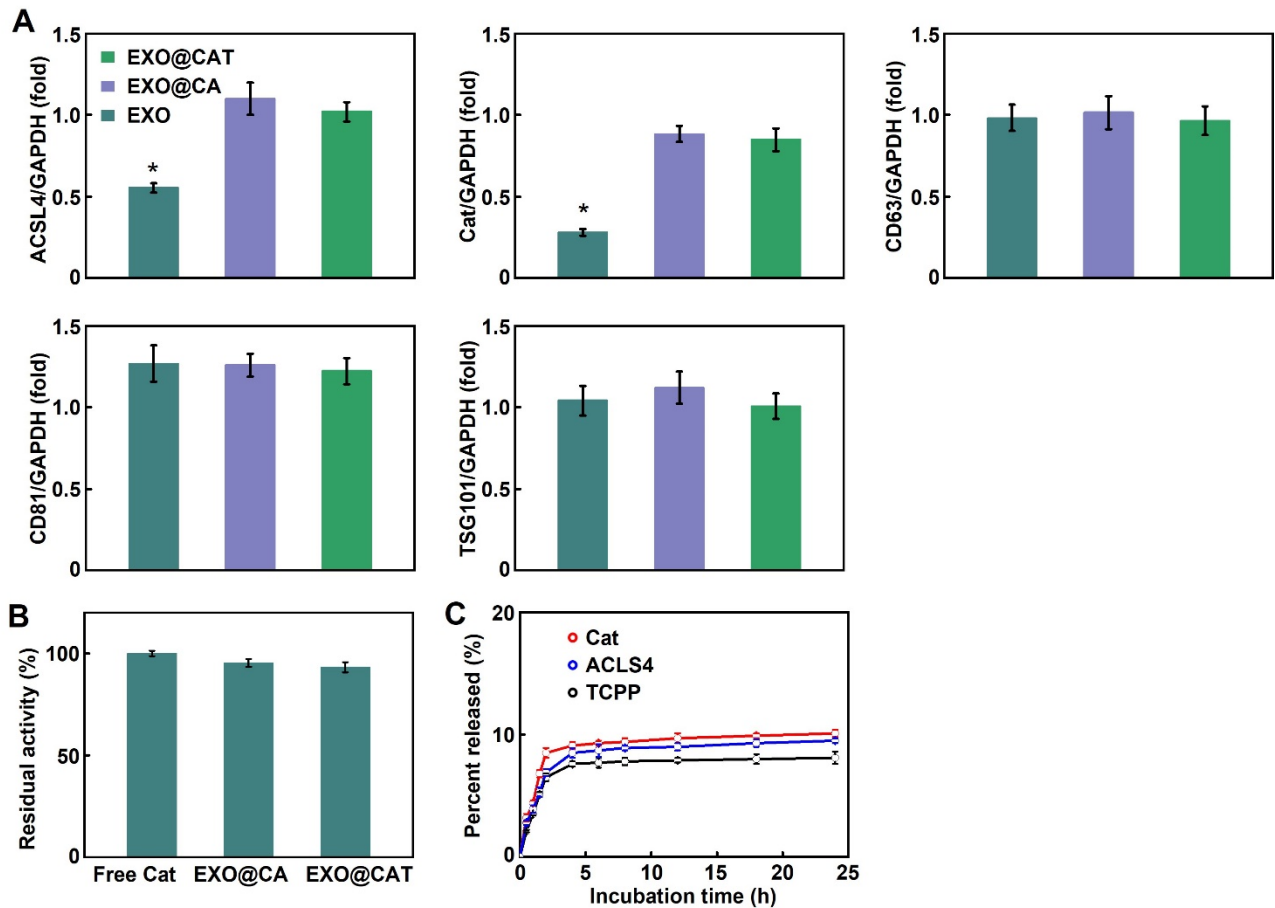 A
ACSL4/GAPDH (fold)
1.5
1.0
0.5
0
EXO@CAT
EXO@CA
EXO
*
Cat/GAPDH (fold)
1.5
1.0
0.5
0
*
CD63/GAPDH (fold)
1.5
1.0
0.5
0
CD81/GAPDH (fold)
1.5
1.0
0.5
0
TSG101/GAPDH (fold)
1.5
1.0
0.5
0
B
Residual activity (%)
100
50
0
Free Cat EXO@CA EXO@CAT
C
Percent released (%)
20
10
0
Cat
ACLS4
TCPP
0 5 10 15 20 25
Incubation time (h)